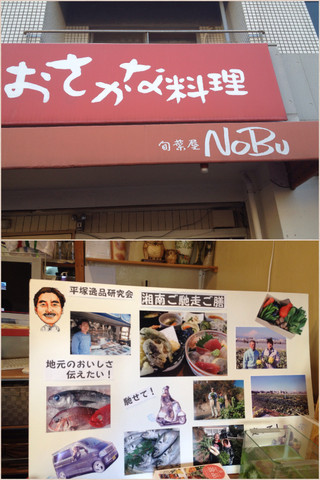 おさかな料理
旬菜屋 NoBu
平塚逸品研究会
湘南ご馳走ご膳
地元のおいしさ
伝えたい！
馳せて！